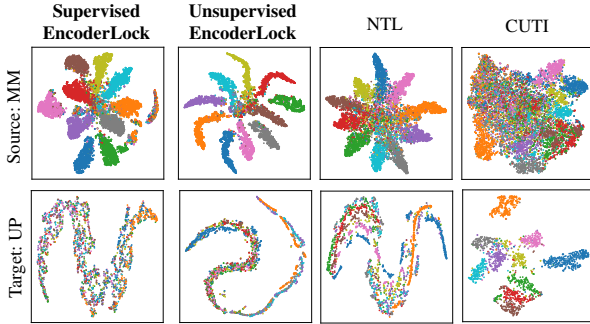 Supervised
EncoderLock
Unsupervised
EncoderLock
NTL
CUTI
Source: MM
Target: UP